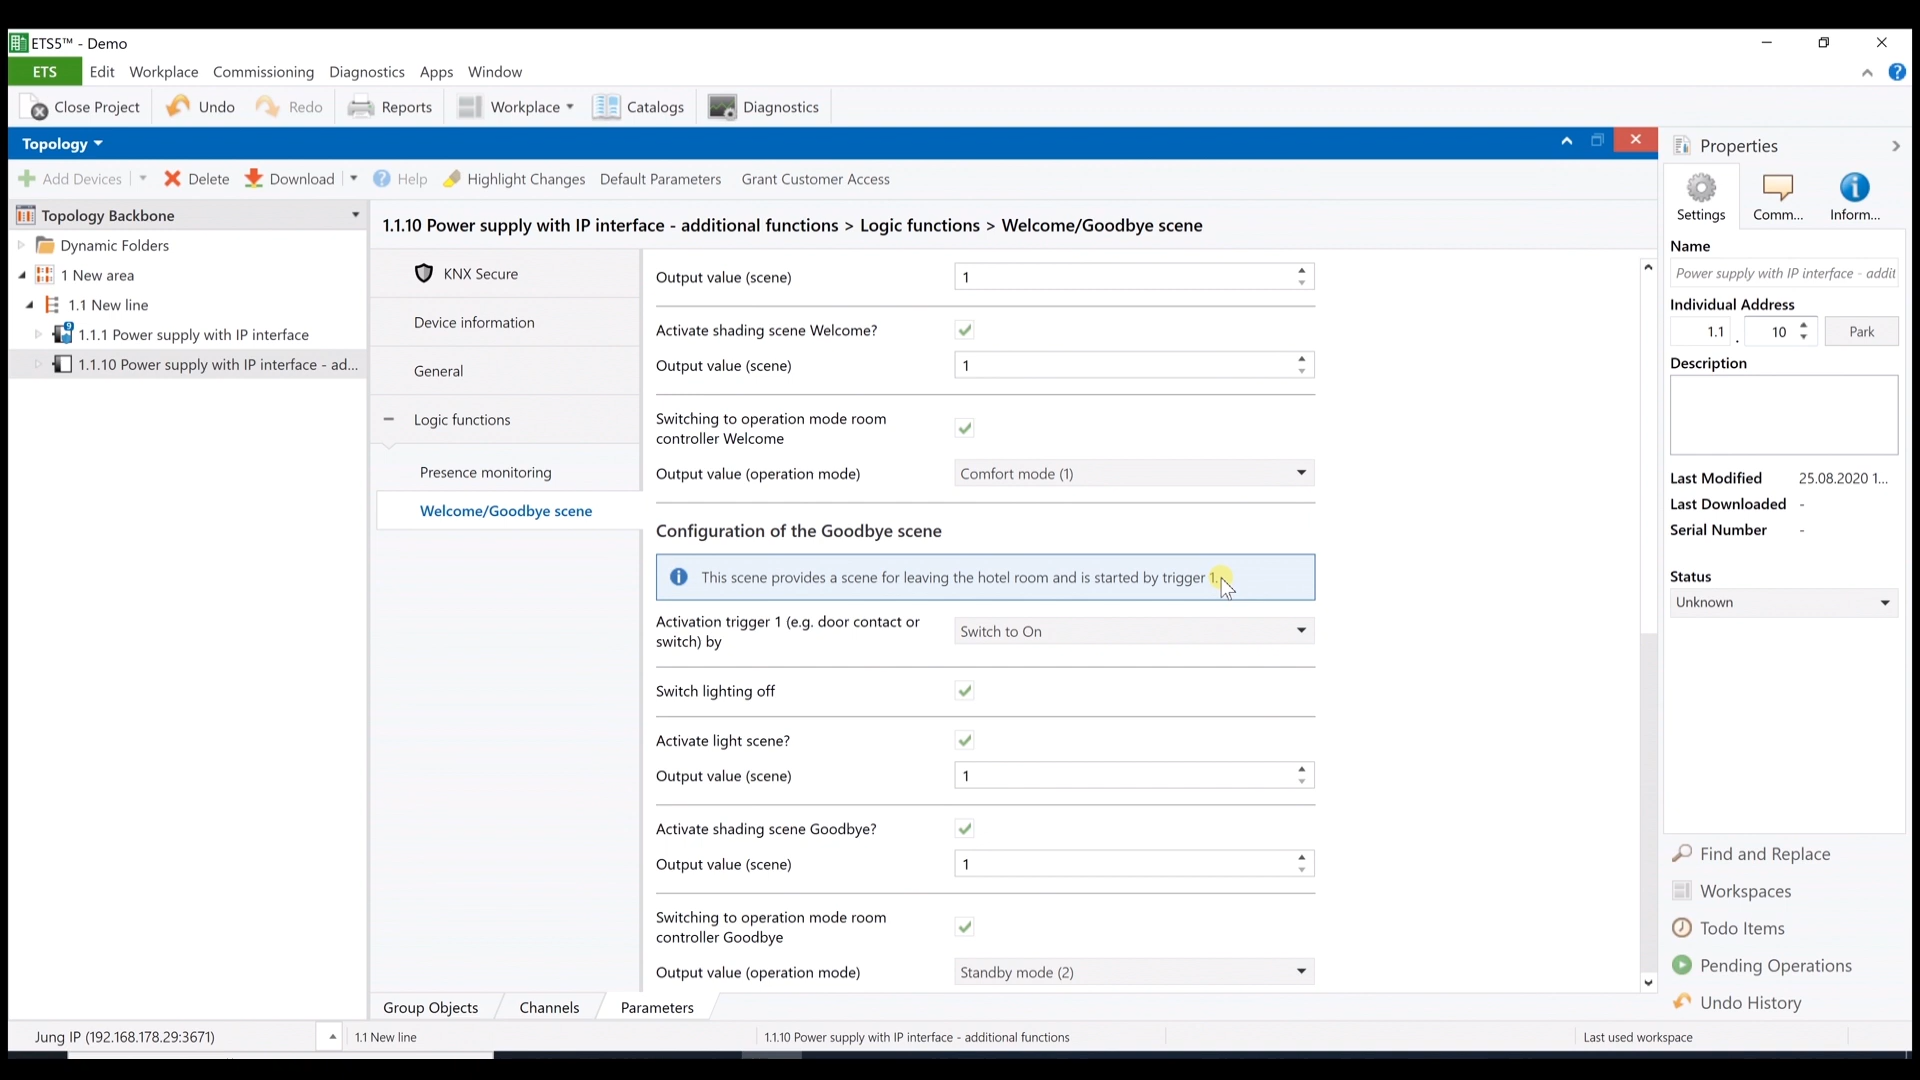 ETS5™ - Demo
ETS Edit Workplace Commissioning Diagnostics Apps Window
Close Project Undo Redo Reports Workplace Catalogs Diagnostics
Topology
Add Devices Delete Download Help Highlight Changes Default Parameters Grant Customer Access
Topology Backbone
Dynamic Folders
1 New area
1.1 New line
1.1.1 Power supply with IP interface
1.1.10 Power supply with IP interface - ad...
1.1.10 Power supply with IP interface - additional functions > Logic functions > Welcome/Goodbye scene
KNX Secure
Device information
General
Logic functions
Presence monitoring
Welcome/Goodbye scene
Output value (scene) 1
Activate shading scene Welcome?
Output value (scene) 1
Switching to operation mode room
controller Welcome
Output value (operation mode) Comfort mode (1)
Configuration of the Goodbye scene
This scene provides a scene for leaving the hotel room and is started by trigger 1.
Activation trigger 1 (e.g. door contact or
switch) by
Switch to On
Switch lighting off
Activate light scene?
Output value (scene) 1
Activate shading scene Goodbye?
Output value (scene) 1
Switching to operation mode room
controller Goodbye
Output value (operation mode) Standby mode (2)
Group Objects Channels Parameters
Properties
Settings Comm... Inform...
Name
Power supply with IP interface - addit
Individual Address
1.1 . 10 Park
Description
Last Modified 25.08.2020 1...
Last Downloaded -
Serial Number -
Status
Unknown
Find and Replace
Workspaces
Todo Items
Pending Operations
Undo History
Jung IP (192.168.178.29:3671) 1.1 New line 1.1.10 Power supply with IP interface - additional functions Last used workspace